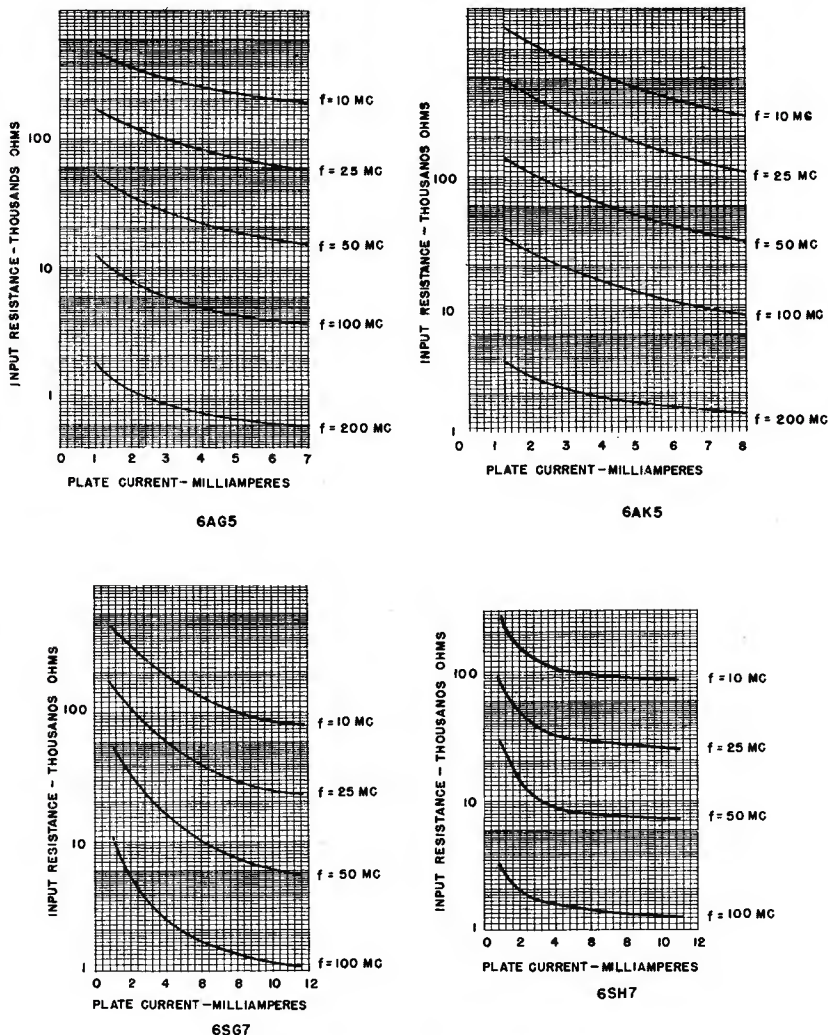 INPUT RESISTANCE-THOUSANDS OHMS
100
10
1
0 1 2 3 4 5 6 7
PLATE CURRENT-MILLIAMPERES
f = 10 MC
f = 25 MC
f = 50 MC
f = 100 MC
f = 200 MC
6AG5
INPUT RESISTANCE-THOUSANDS OHMS
100
10
1
0 1 2 3 4 5 6 7 8
PLATE CURRENT-MILLIAMPERES
f = 10 MC
f = 25 MC
f = 50 MC
f = 100 MC
f = 200 MC
6AK5
INPUT RESISTANCE - THOUSANDS OHMS
100
10
1
0 2 4 6 8 10 12
PLATE CURRENT-MILLIAMPERES
f = 10 MC
f = 25 MC
f = 50 MC
f = 100 MC
6SG7
INPUT RESISTANCE - THOUSANDS OHMS
100
10
1
0 2 4 6 8 10 12
PLATE CURRENT-MILLIAMPERES
f = 10 MC
f = 25 MC
f = 50 MC
f = 100 MC
6SH7